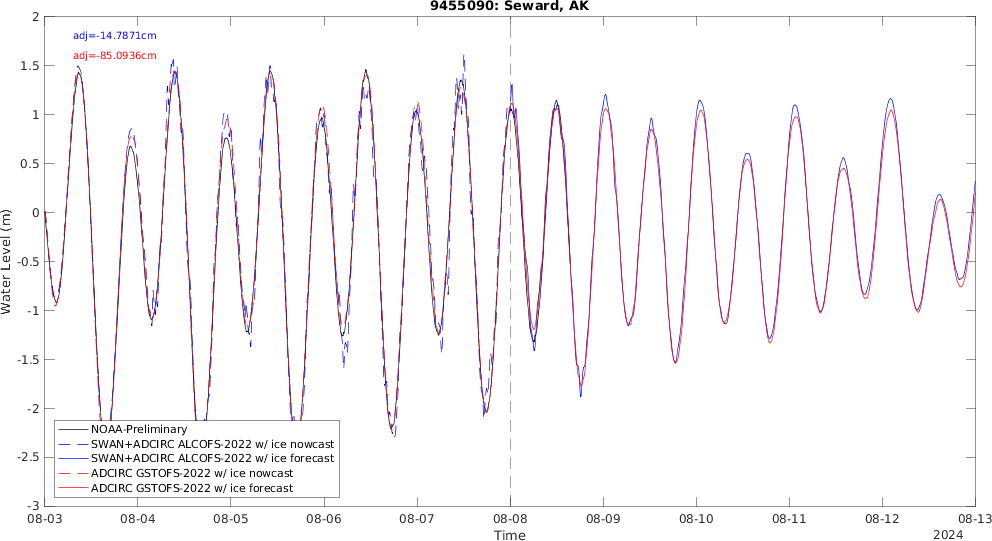 9455090: Seward, AK
adj=-14.7871cm
adj=-85.0936cm
2
1.5
1
0.5
0
-0.5
-1
-1.5
-2
-2.5
-3
Water Level (m)
NOAA-Preliminary
SWAN+ADCIRC ALCOFS-2022 w/ ice nowcast
SWAN+ADCIRC ALCOFS-2022 w/ ice forecast
ADCIRC GSTOFS-2022 w/ ice nowcast
ADCIRC GSTOFS-2022 w/ ice forecast
08-03 08-04 08-05 08-06 08-07 08-08 08-09 08-10 08-11 08-12 08-13
Time
2024